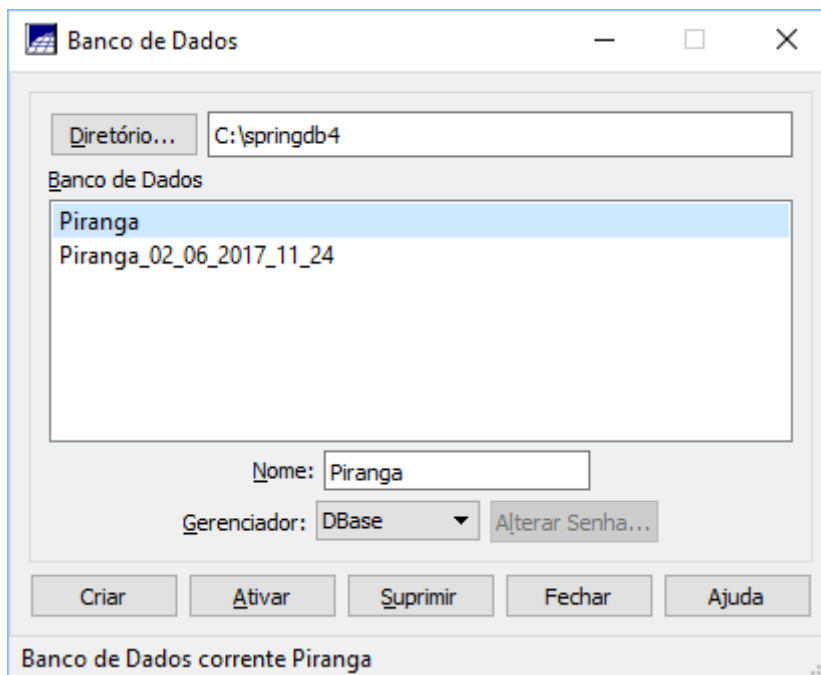 Banco de Dados
Diretório... C:\springdb4
Banco de Dados
Piranga
Piranga_02_06_2017_11_24
Nome: Piranga
Gerenciador: DBase Alterar Senha...
Criar Ativar Suprimir Fechar Ajuda
Banco de Dados corrente Piranga